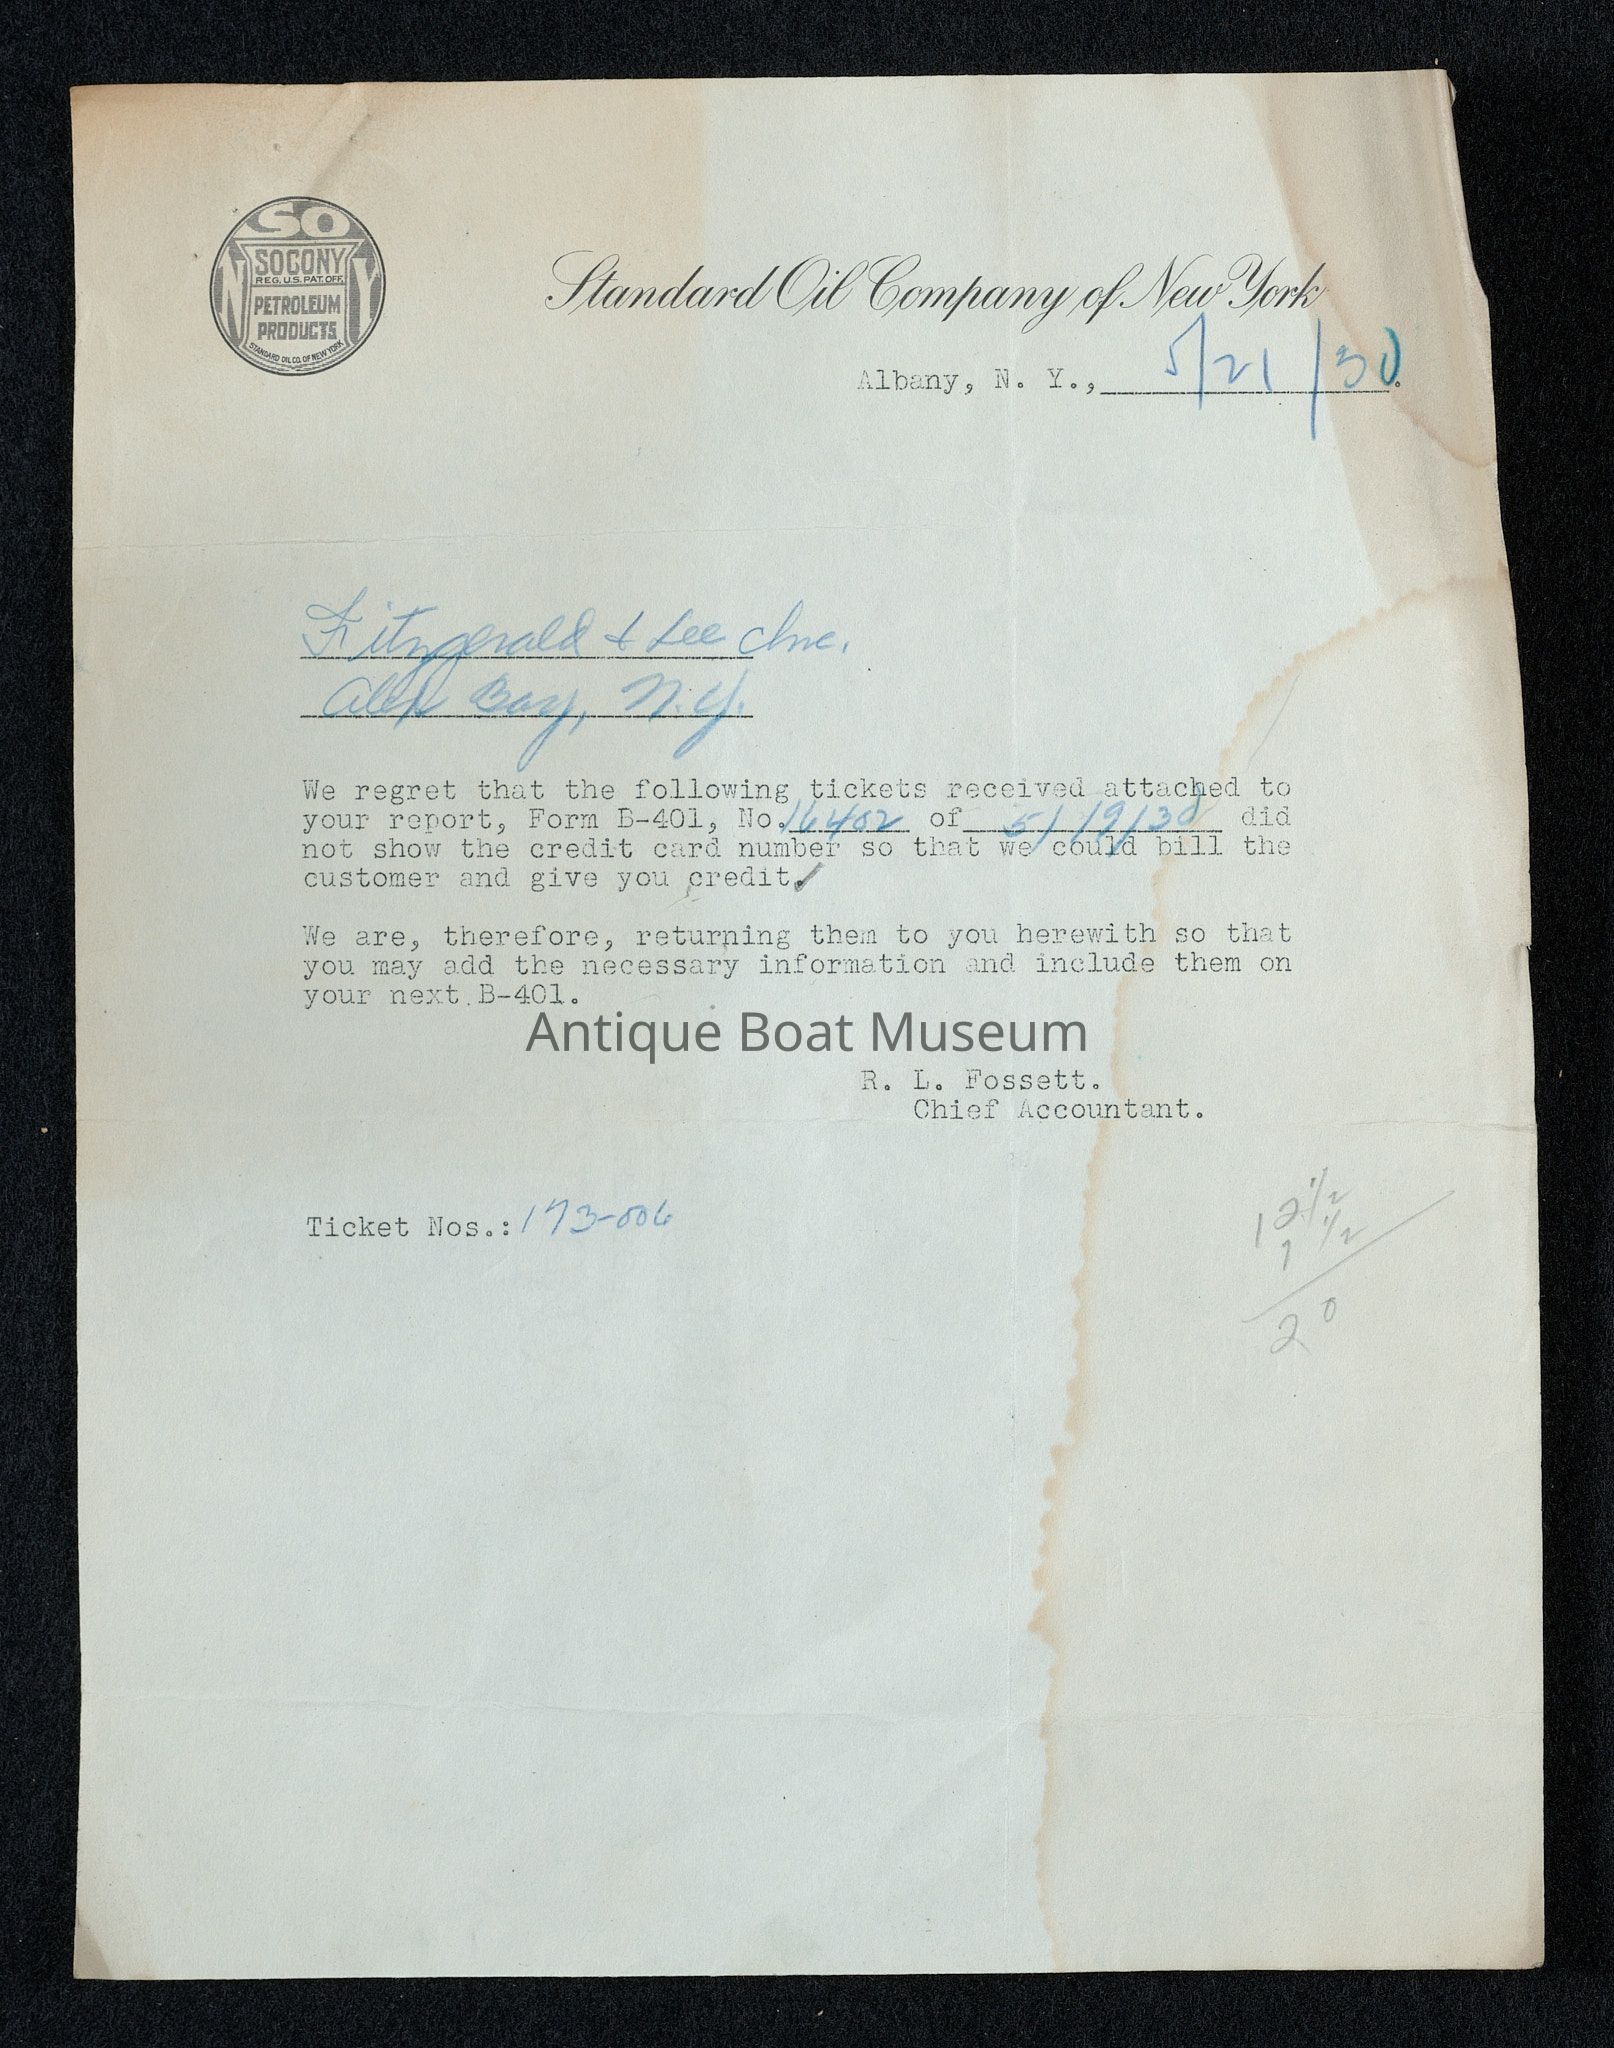 SO
N Y
SOCONY
REG. U.S. PAT. OFF.
PETROLEUM
PRODUCTS
STANDARD OIL CO. OF NEW YORK
Standard Oil Company of New York
Albany, N. Y., 5/21/30.
Fitzgerald & Lee Inc.
Alex Bay, N.Y.
We regret that the following tickets received attached to
your report, Form B-401, No. 16402 of 5/19/30 did
not show the credit card number so that we could bill the
customer and give you credit.
We are, therefore, returning them to you herewith so that
you may add the necessary information and include them on
your next B-401.
Antique Boat Museum
R. L. Fossett.
Chief Accountant.
Ticket Nos.: 173-006
12 1/2
7 1/2
20